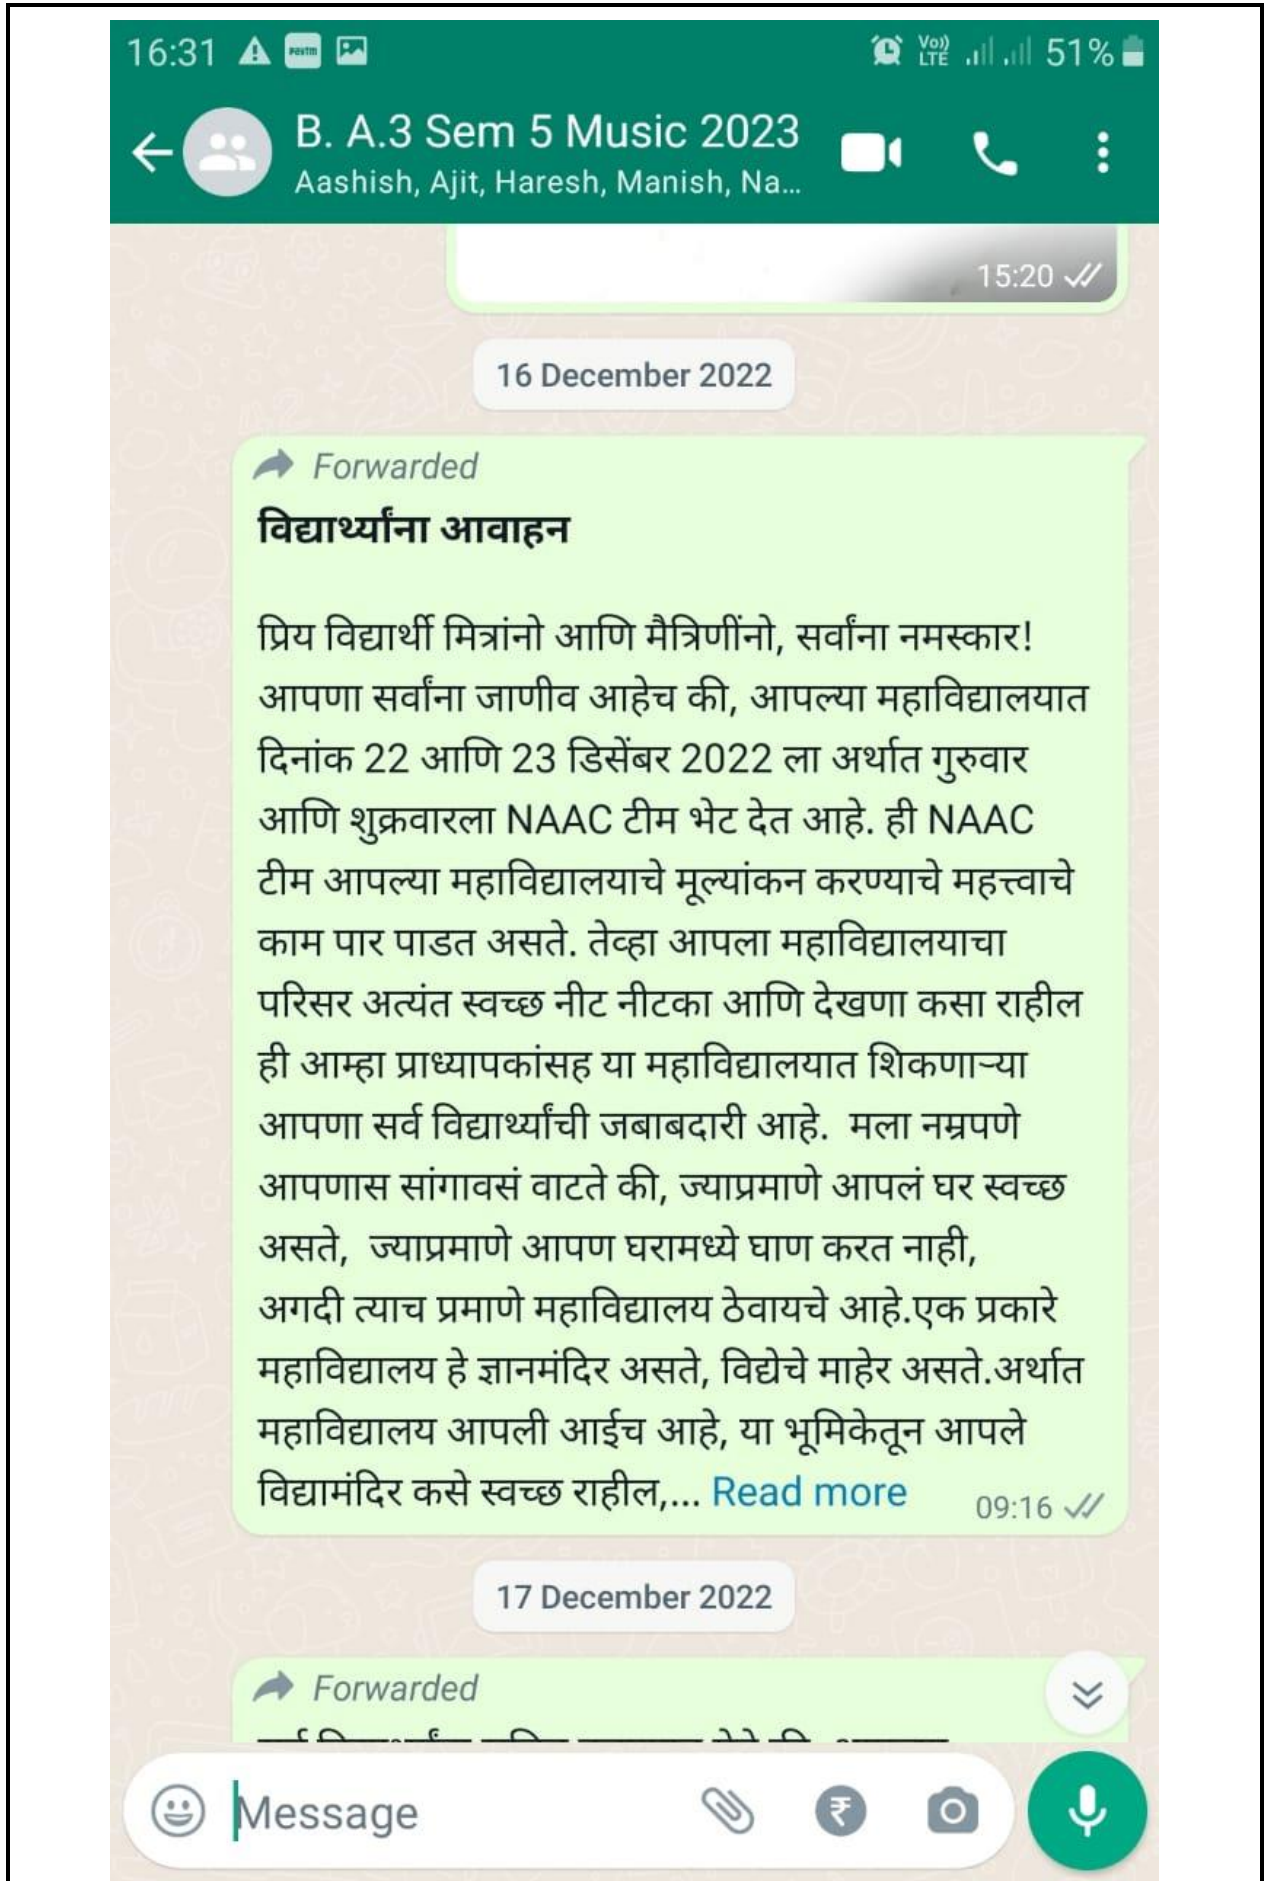 16:31 Paytm Vo)) LTE 51%
B. A.3 Sem 5 Music 2023
Aashish, Ajit, Haresh, Manish, Na...
15:20
16 December 2022
Forwarded
विद्यार्थ्यांना आवाहन
प्रिय विद्यार्थी मित्रांनो आणि मैत्रिणींनो, सर्वांना नमस्कार!
आपणा सर्वांना जाणीव आहेच की, आपल्या महाविद्यालयात
दिनांक 22 आणि 23 डिसेंबर 2022 ला अर्थात गुरुवार
आणि शुक्रवारला NAAC टीम भेट देत आहे. ही NAAC
टीम आपल्या महाविद्यालयाचे मूल्यांकन करण्याचे महत्त्वाचे
काम पार पाडत असते. तेव्हा आपला महाविद्यालयाचा
परिसर अत्यंत स्वच्छ नीट नीटका आणि देखणा कसा राहील
ही आम्हा प्राध्यापकांसह या महाविद्यालयात शिकणाऱ्या
आपणा सर्व विद्यार्थ्यांची जबाबदारी आहे.  मला नम्रपणे
आपणास सांगावसं वाटते की, ज्याप्रमाणे आपलं घर स्वच्छ
असते,  ज्याप्रमाणे आपण घरामध्ये घाण करत नाही,
अगदी त्याच प्रमाणे महाविद्यालय ठेवायचे आहे.एक प्रकारे
महाविद्यालय हे ज्ञानमंदिर असते, विद्येचे माहेर असते.अर्थात
महाविद्यालय आपली आईच आहे, या भूमिकेतून आपले
विद्यामंदिर कसे स्वच्छ राहील,... Read more 09:16
17 December 2022
Forwarded
Message